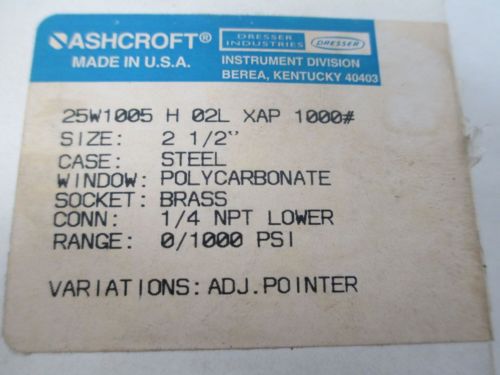 ASHCROFT®
MADE IN U.S.A.
DRESSER
INDUSTRIES
DRESSER
INSTRUMENT DIVISION
BEREA, KENTUCKY 40403
25W1005 H 02L XAP 1000#
SIZE: 2 1/2"
CASE: STEEL
WINDOW: POLYCARBONATE
SOCKET: BRASS
CONN: 1/4 NPT LOWER
RANGE: 0/1000 PSI
VARIATIONS: ADJ.POINTER